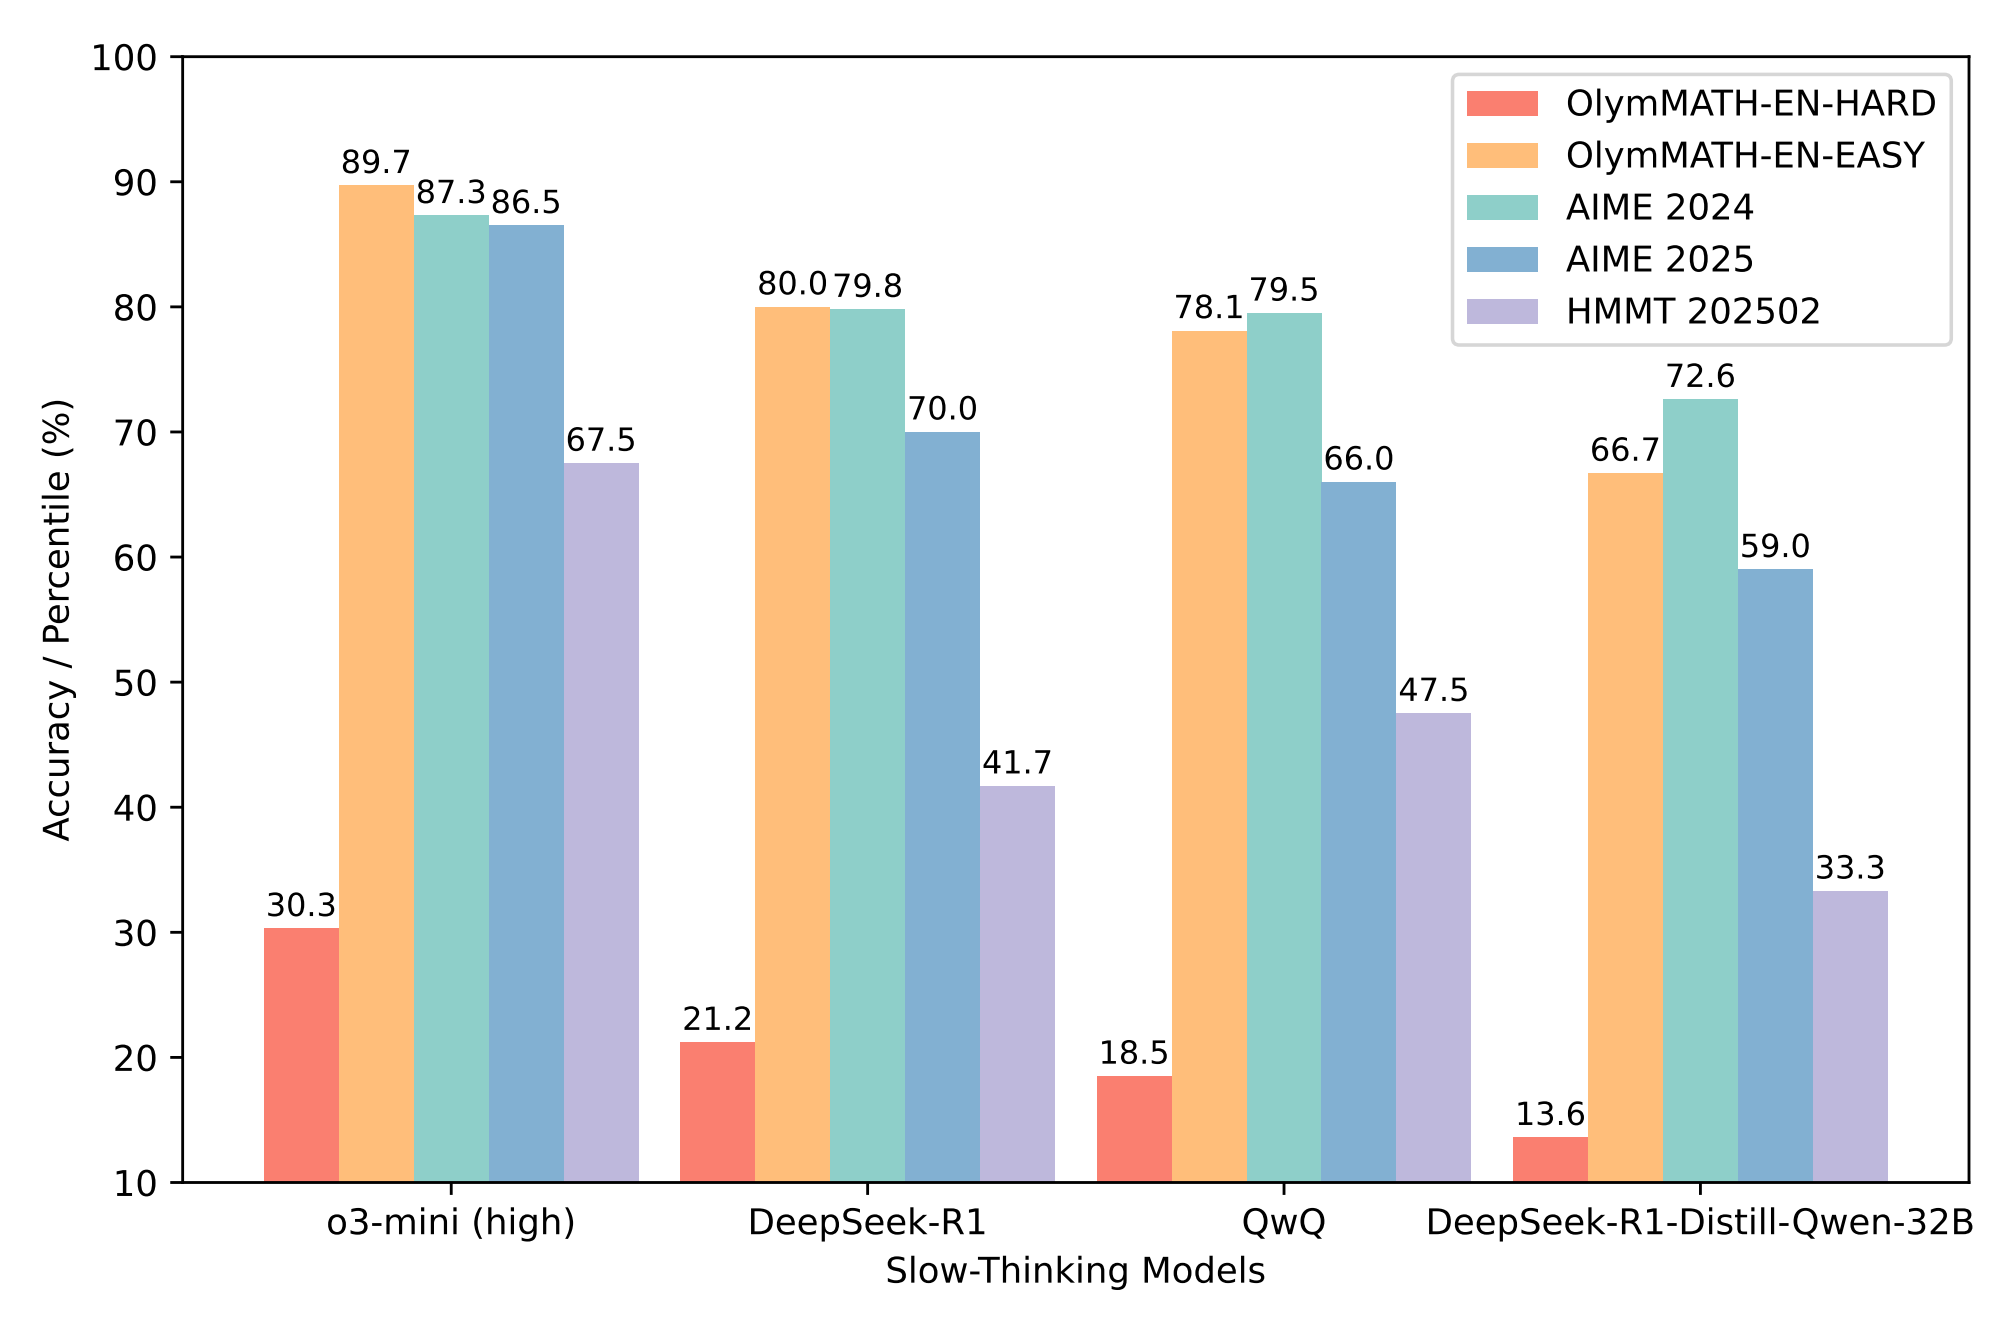 100
90
80
70
60
50
40
30
20
10
Accuracy / Percentile (%)
OlymMATH-EN-HARD
OlymMATH-EN-EASY
AIME 2024
AIME 2025
HMMT 202502
30.3
89.7
87.3
86.5
67.5
21.2
80.0
79.8
70.0
41.7
18.5
78.1
79.5
66.0
47.5
13.6
66.7
72.6
59.0
33.3
o3-mini (high)
DeepSeek-R1
QwQ
DeepSeek-R1-Distill-Qwen-32B
Slow-Thinking Models